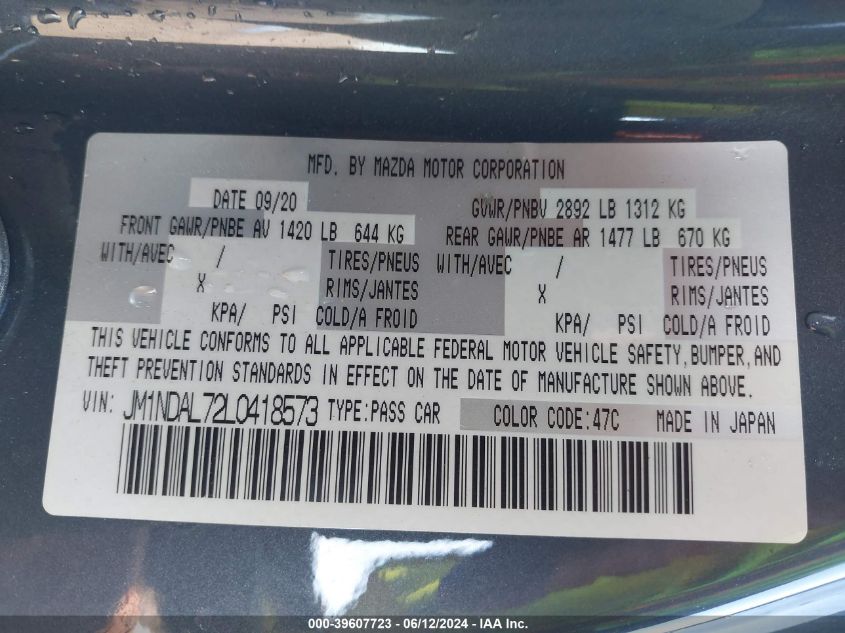 MFD. BY MAZDA MOTOR CORPORATION
DATE 09/20 GVWR/PNBV 2892 LB 1312 KG
FRONT GAWR/PNBE AV 1420 LB 644 KG REAR GAWR/PNBE AR 1477 LB 670 KG
WITH/AVEC / TIRES/PNEUS WITH/AVEC / TIRES/PNEUS
X RIMS/JANTES X RIMS/JANTES
KPA/ PSI COLD/A FROID KPA/ PSI COLD/A FROID
THIS VEHICLE CONFORMS TO ALL APPLICABLE FEDERAL MOTOR VEHICLE SAFETY,BUMPER,AND
THEFT PREVENTION STANDARDS IN EFFECT ON THE DATE OF MANUFACTURE SHOWN ABOVE.
VIN: JM1NDAL72L0418573 TYPE:PASS CAR COLOR CODE:47C MADE IN JAPAN
000-39607723 - 06/12/2024 - IAA Inc.